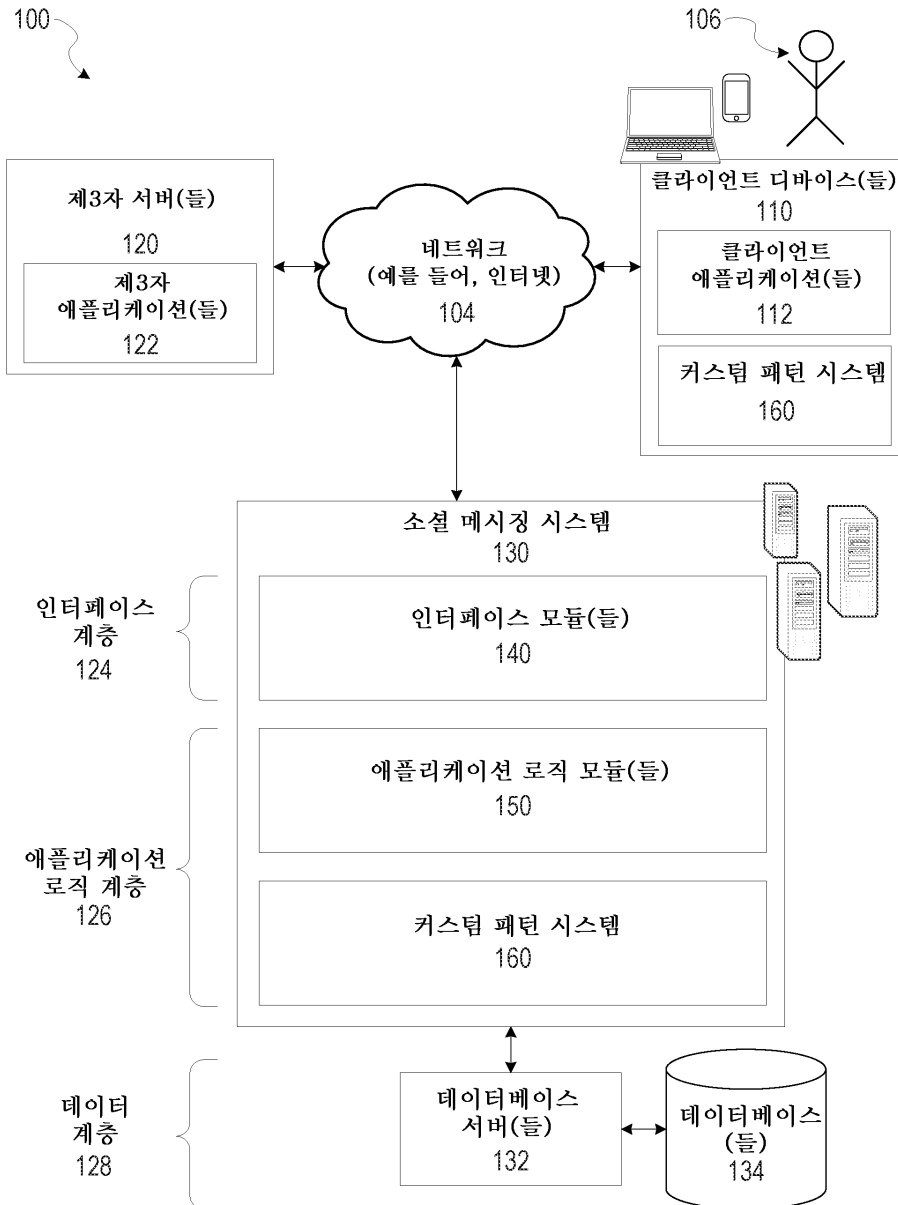 100
106
제3자 서버(들)
120
제3자
애플리케이션(들)
122
네트워크
(예를 들어, 인터넷)
104
클라이언트 디바이스(들)
110
클라이언트
애플리케이션(들)
112
커스텀 패턴 시스템
160
소셜 메시징 시스템
130
인터페이스
계층
124
인터페이스 모듈(들)
140
애플리케이션
로직 계층
126
애플리케이션 로직 모듈(들)
150
커스텀 패턴 시스템
160
데이터
계층
128
데이터베이스
서버(들)
132
데이터베이스
(들)
134